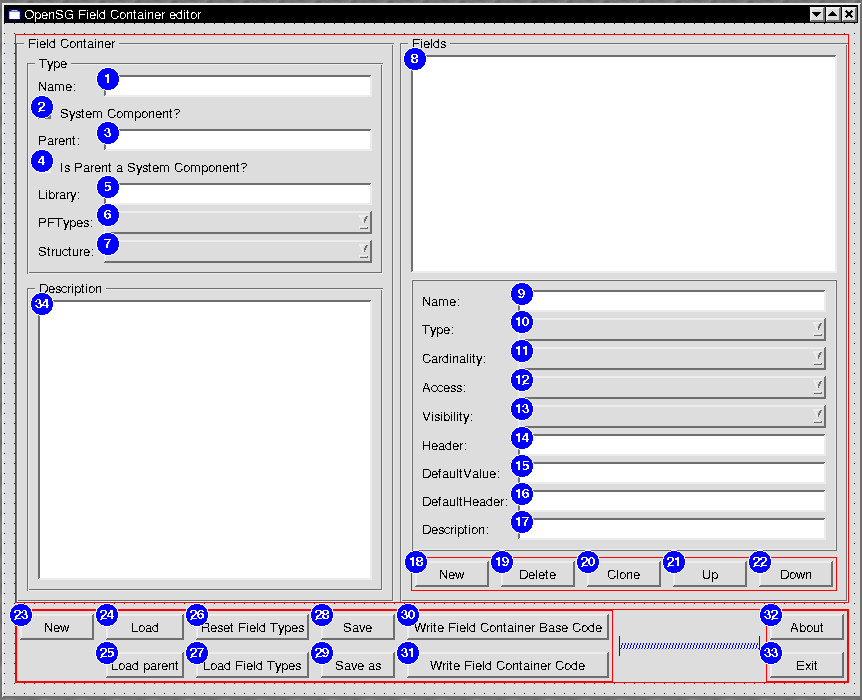 OpenSG Field Container editor
Field Container
Type
Name: 1
2 System Component?
Parent: 3
4 Is Parent a System Component?
Library: 5
PFTypes: 6
Structure: 7
Description
34
Fields
8
Name: 9
Type: 10
Cardinality: 11
Access: 12
Visibility: 13
Header: 14
DefaultValue: 15
DefaultHeader: 16
Description: 17
18 New 19 Delete 20 Clone 21 Up 22 Down
23 New 24 Load 26 Reset Field Types 28 Save 30 Write Field Container Base Code 32 About
25 Load parent 27 Load Field Types 29 Save as 31 Write Field Container Code 33 Exit